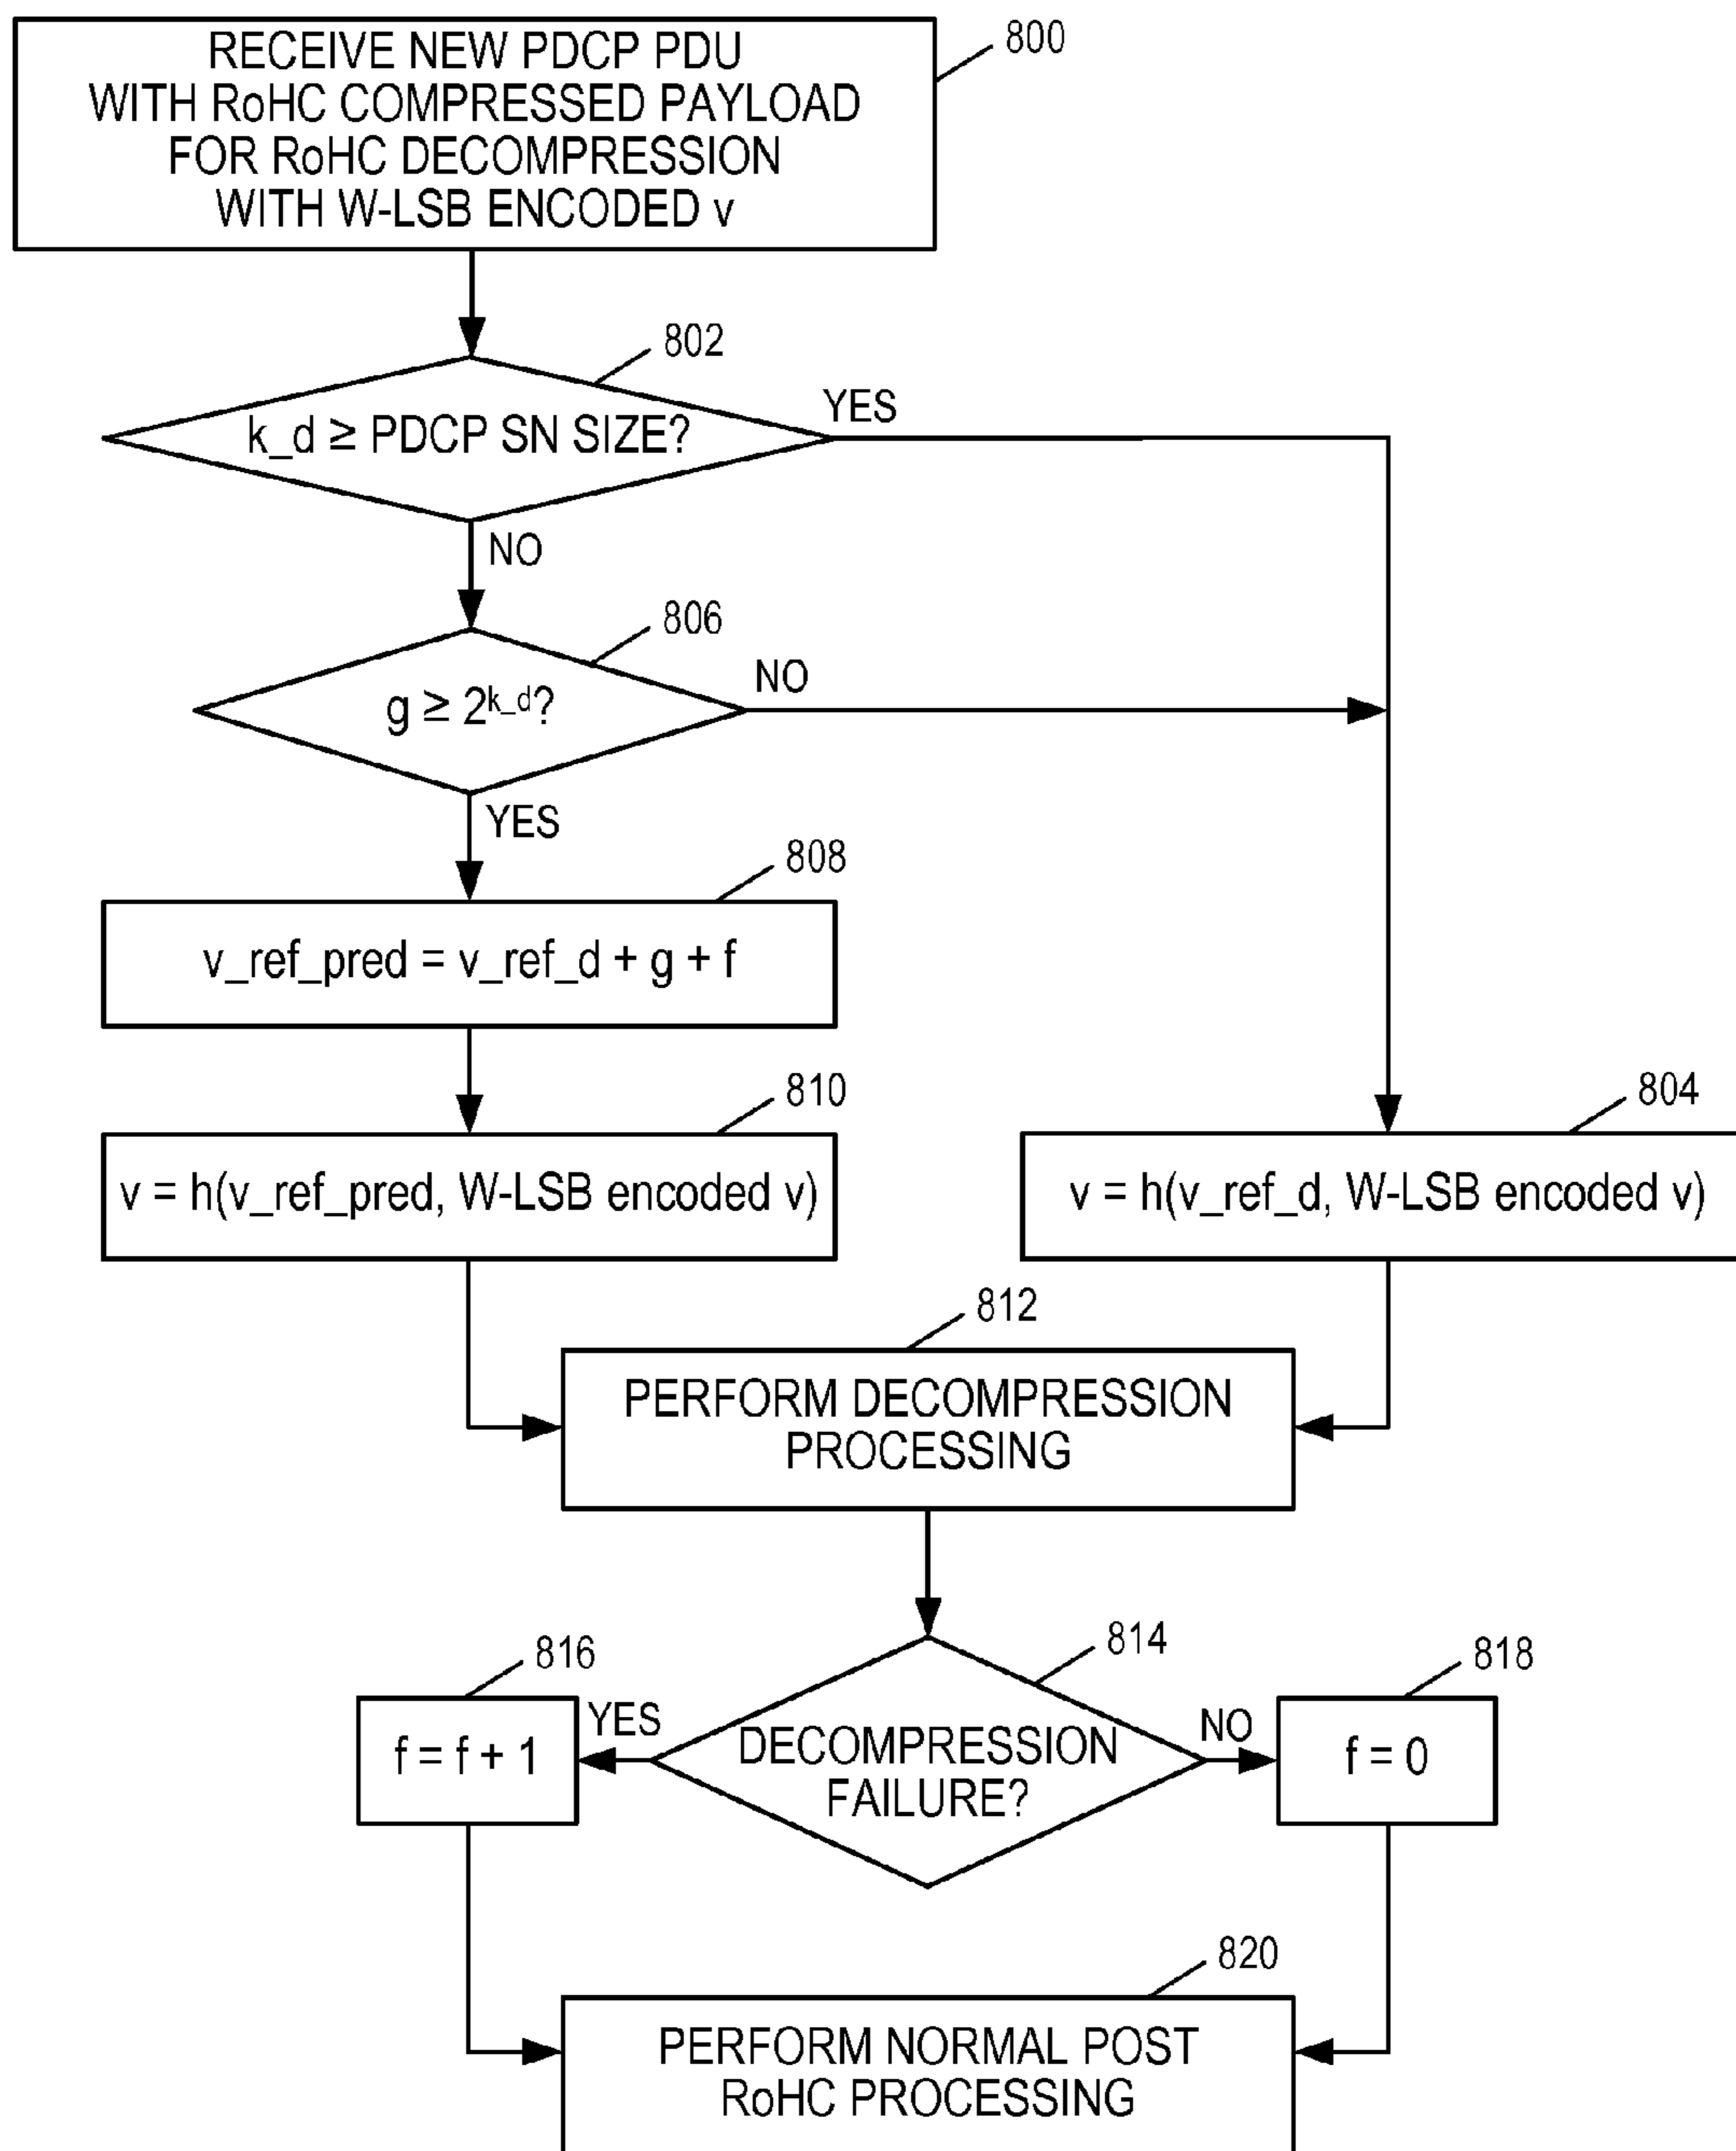 RECEIVE NEW PDCP PDU
WITH RoHC COMPRESSED PAYLOAD
FOR RoHC DECOMPRESSION
WITH W-LSB ENCODED v
800
802
k_d ≥ PDCP SN SIZE?
YES
NO
806
g ≥ 2^k_d?
NO
YES
808
v_ref_pred = v_ref_d + g + f
810
v = h(v_ref_pred, W-LSB encoded v)
804
v = h(v_ref_d, W-LSB encoded v)
812
PERFORM DECOMPRESSION
PROCESSING
814
DECOMPRESSION
FAILURE?
YES
816
f = f + 1
NO
818
f = 0
820
PERFORM NORMAL POST
RoHC PROCESSING